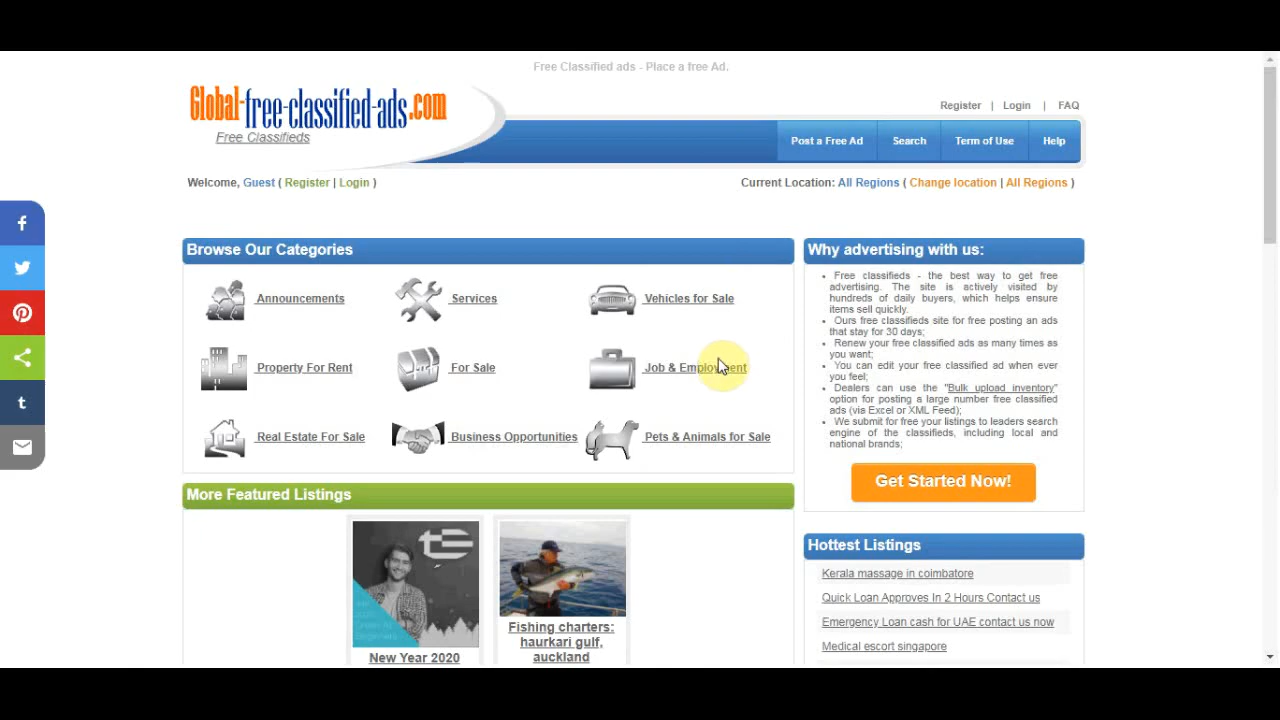 Free Classified ads - Place a free Ad.
Global-free-classified-ads.com
Free Classifieds
Register | Login | FAQ
Post a Free Ad Search Term of Use Help
Welcome, Guest ( Register | Login )
Current Location: All Regions ( Change location | All Regions )
f
t
Browse Our Categories
Announcements Services Vehicles for Sale
Property For Rent For Sale Job & Employment
Real Estate For Sale Business Opportunities Pets & Animals for Sale
More Featured Listings
New Year 2020
Fishing charters:
haurkari gulf,
auckland
Why advertising with us:
Free classifieds - the best way to get free
advertising. The site is actively visited by
hundreds of daily buyers, which helps ensure
items sell quickly.
Ours free classifieds site for free posting an ads
that stay for 30 days;
Renew your free classified ads as many times as
you want;
You can edit your free classified ad when ever
you feel;
Dealers can use the "Bulk upload inventory"
option for posting a large number free classified
ads (via Excel or XML Feed);
We submit for free your listings to leaders search
engine of the classifieds, including local and
national brands;
Get Started Now!
Hottest Listings
Kerala massage in coimbatore
Quick Loan Approves In 2 Hours Contact us
Emergency Loan cash for UAE contact us now
Medical escort singapore